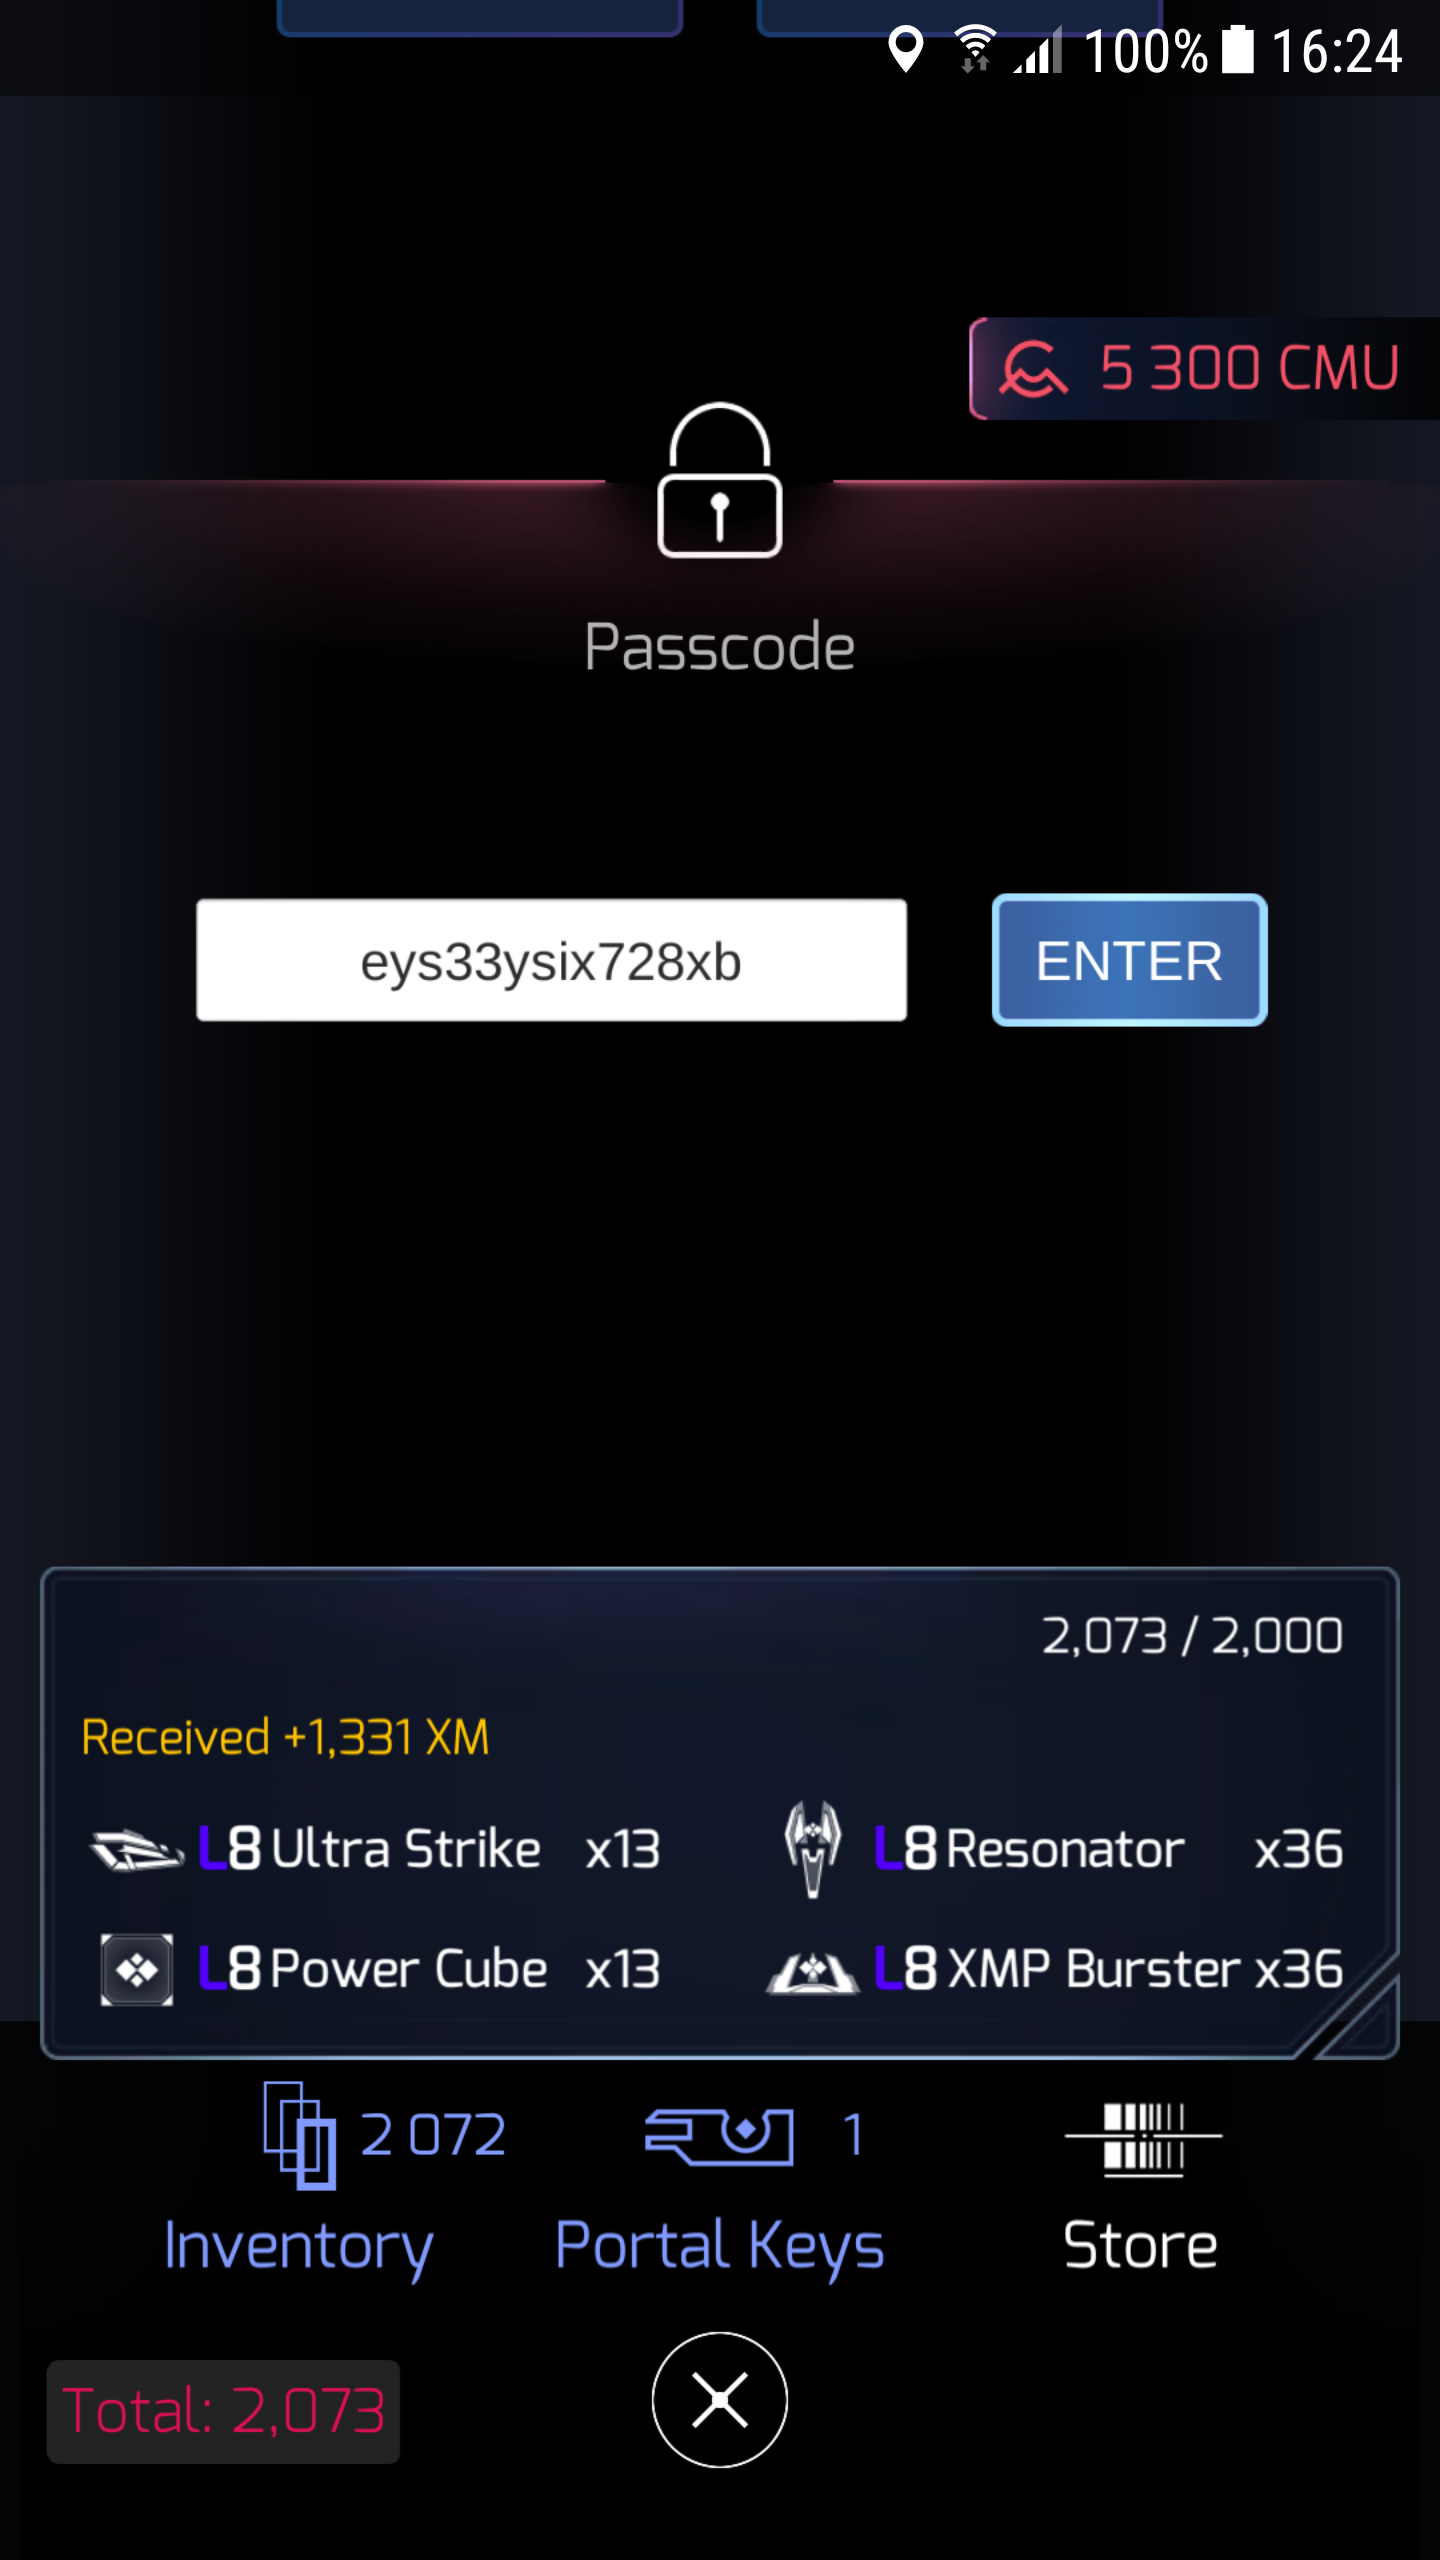 100% 16:24
5 300 CMU
Passcode
eys33ysix728xb ENTER
2,073 / 2,000
Received +1,331 XM
L8 Ultra Strike x13 L8 Resonator x36
L8 Power Cube x13 L8 XMP Burster x36
2 072 1
Inventory Portal Keys Store
Total: 2,073